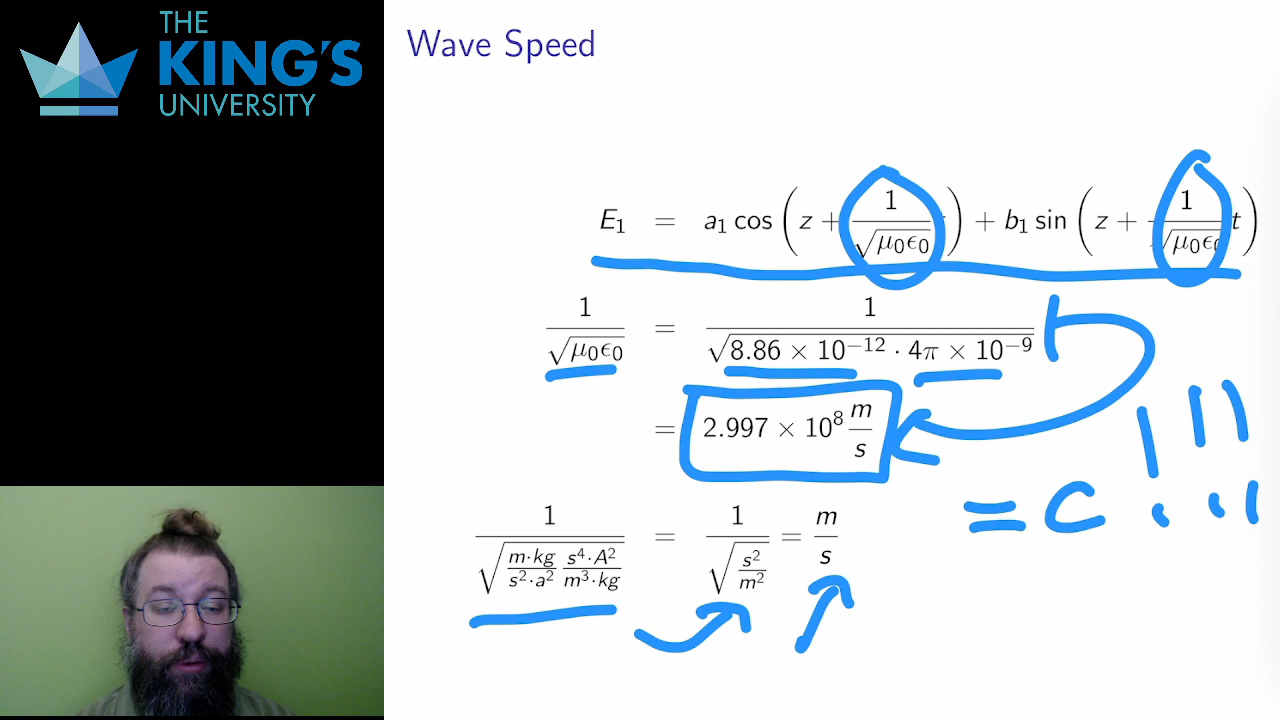 THE
KING'S
UNIVERSITY
Wave Speed
E₁ = a₁ cos ( z + 1/√(μ₀ϵ₀) t ) + b₁ sin ( z + 1/√(μ₀ϵ₀) t )
1/√(μ₀ϵ₀) = 1/√(8.86 × 10⁻¹² · 4π × 10⁻⁹)
= 2.997 × 10⁸ m/s
= c !!!
1/√((m·kg)/(s²·a²) (s⁴·A²)/(m³·kg)) = 1/√(s²/m²) = m/s